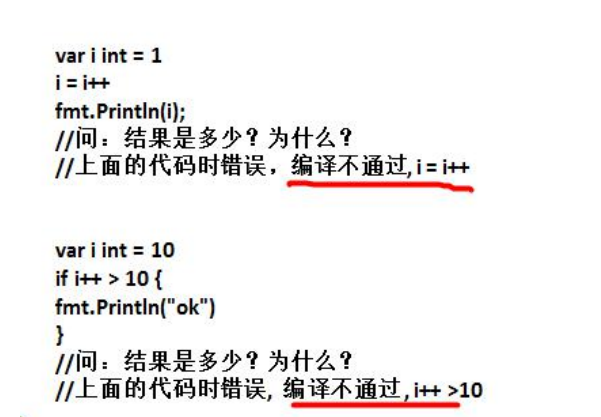 var i int = 1
i = i++
fmt.Println(i);
//问：结果是多少？为什么？
//上面的代码时错误，编译不通过, i = i++
var i int = 10
if i++ > 10 {
fmt.Println("ok")
}
//问：结果是多少？为什么？
//上面的代码时错误, 编译不通过, i++ >10